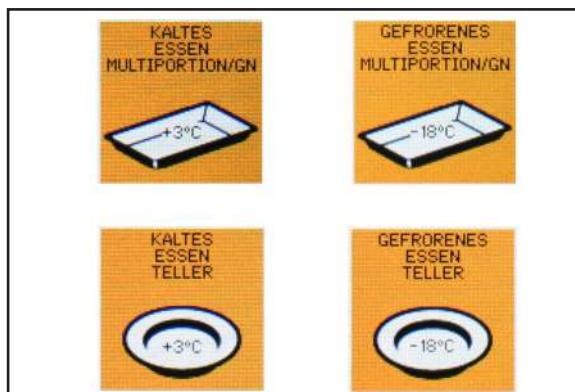 KALTES
ESSEN
MULTIPORTION/GN
+3°C
GEFRORENES
ESSEN
MULTIPORTION/GN
-18°C
KALTES
ESSEN
TELLER
+3°C
GEFRORENES
ESSEN
TELLER
-18°C